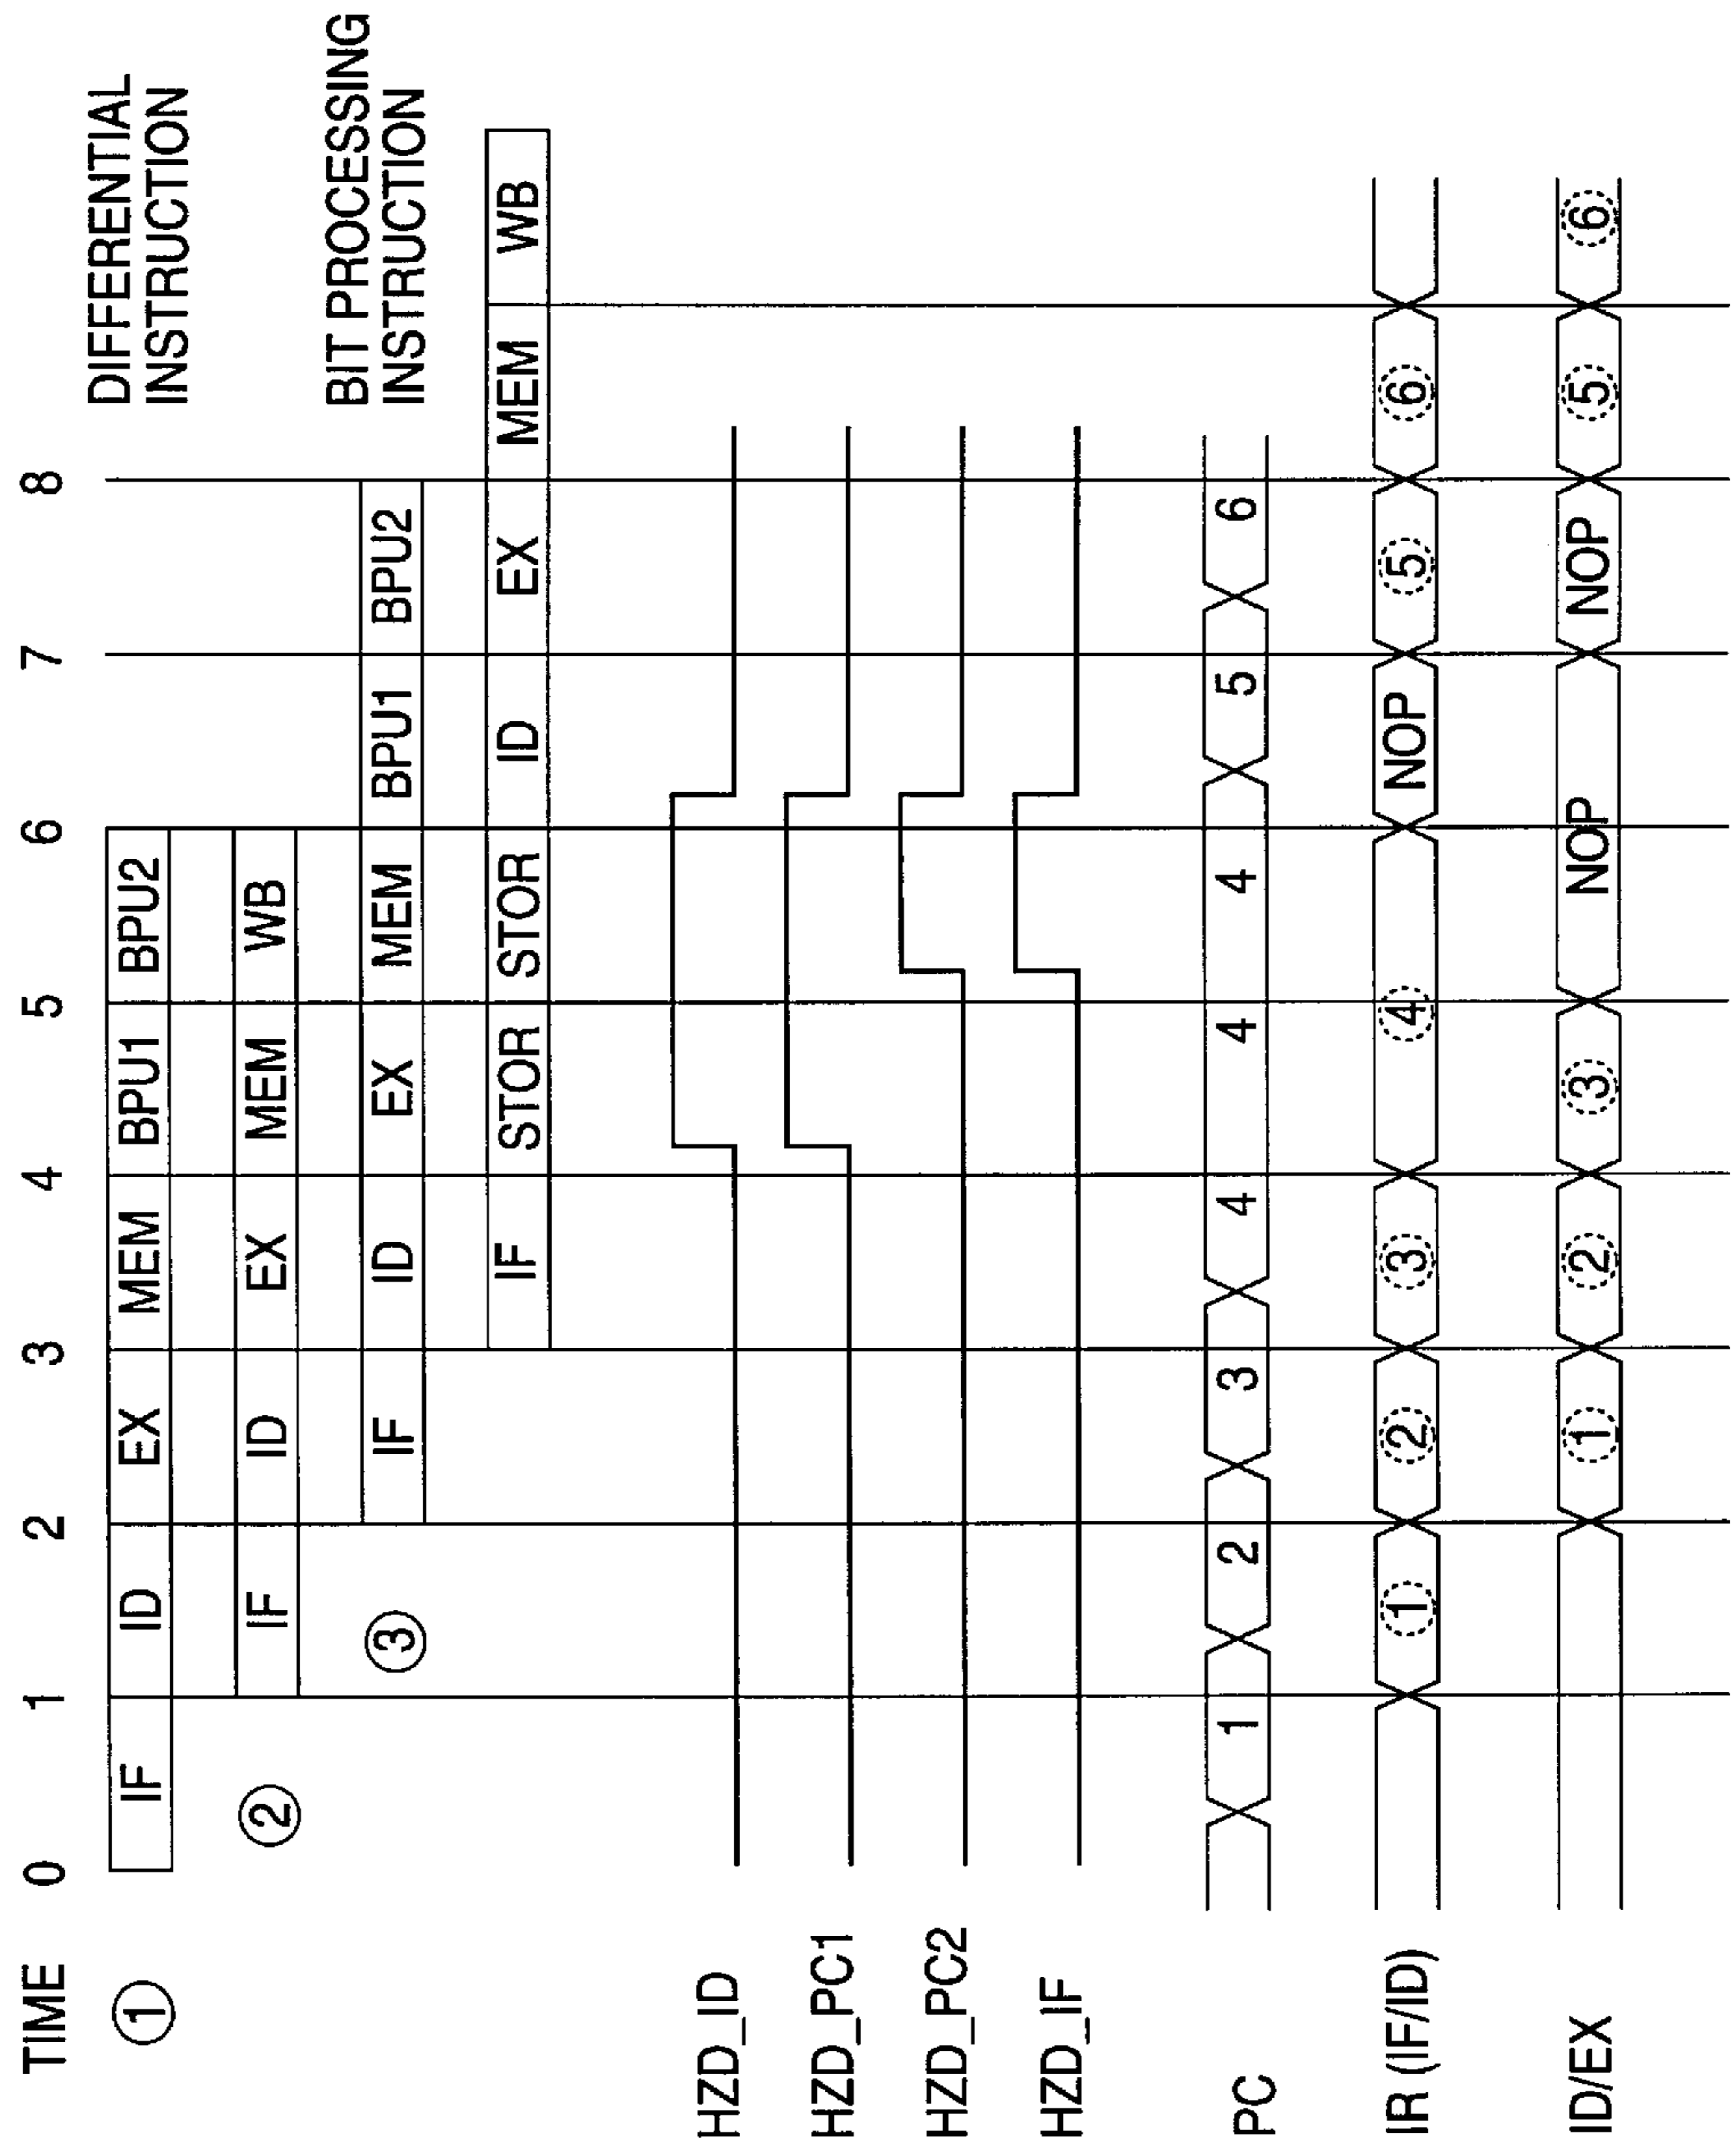 TIME 0 1 2 3 4 5 6 7 8
① IF ID EX MEM BPU1 BPU2 DIFFERENTIAL
INSTRUCTION
② IF ID EX MEM WB
③ IF ID EX MEM BPU1 BPU2 BIT PROCESSING
INSTRUCTION
IF STOR STOR ID EX MEM WB
HZD_ID
HZD_PC1
HZD_PC2
HZD_IF
PC 1 2 3 4 4 4 5 6
IR (IF/ID) ① ② ③ ④ NOP ⑤ ⑥
ID/EX ① ② ③ NOP NOP ⑤ ⑥